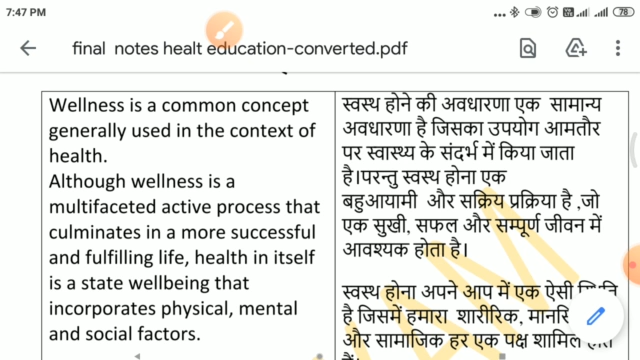 7:47 PM
78
final notes healt education-converted.pdf
Wellness is a common concept
generally used in the context of
health.
Although wellness is a
multifaceted active process that
culminates in a more successful
and fulfilling life, health in itself
is a state wellbeing that
incorporates physical, mental
and social factors.
स्वस्थ होने की अवधारणा एक सामान्य
अवधारणा है जिसका उपयोग आमतौर
पर स्वास्थ्य के संदर्भ में किया जाता
है।परन्तु स्वस्थ होना एक
बहुआयामी और सक्रिय प्रक्रिया है ,जो
एक सुखी, सफल और सम्पूर्ण जीवन में
आवश्यक होता है।
स्वस्थ होना अपने आप में एक ऐसी
है जिसमें हमारा शारीरिक,
और सामाजिक हर एक पक्ष शामिल होते